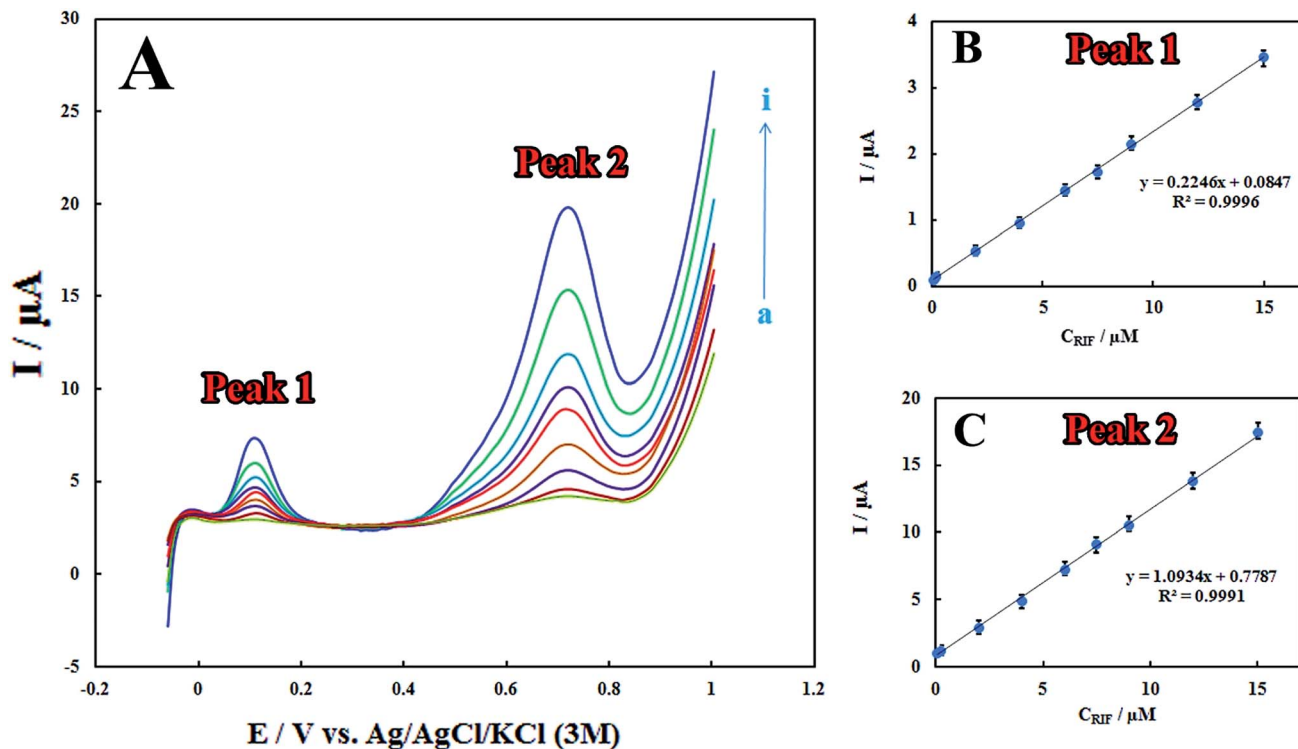 A
30
25
20
15
10
5
0
-5
-0.2
0
0.2
0.4
0.6
0.8
1
1.2
I / µA
E / V vs. Ag/AgCl/KCl (3M)
Peak 1
Peak 2
i
a
B
Peak 1
4
3
2
1
0
0
5
10
15
I / µA
y = 0.2246x + 0.0847
R² = 0.9996
CRIF / µM
C
Peak 2
20
15
10
5
0
0
5
10
15
I / µA
y = 1.0934x + 0.7787
R² = 0.9991
CRIF / µM